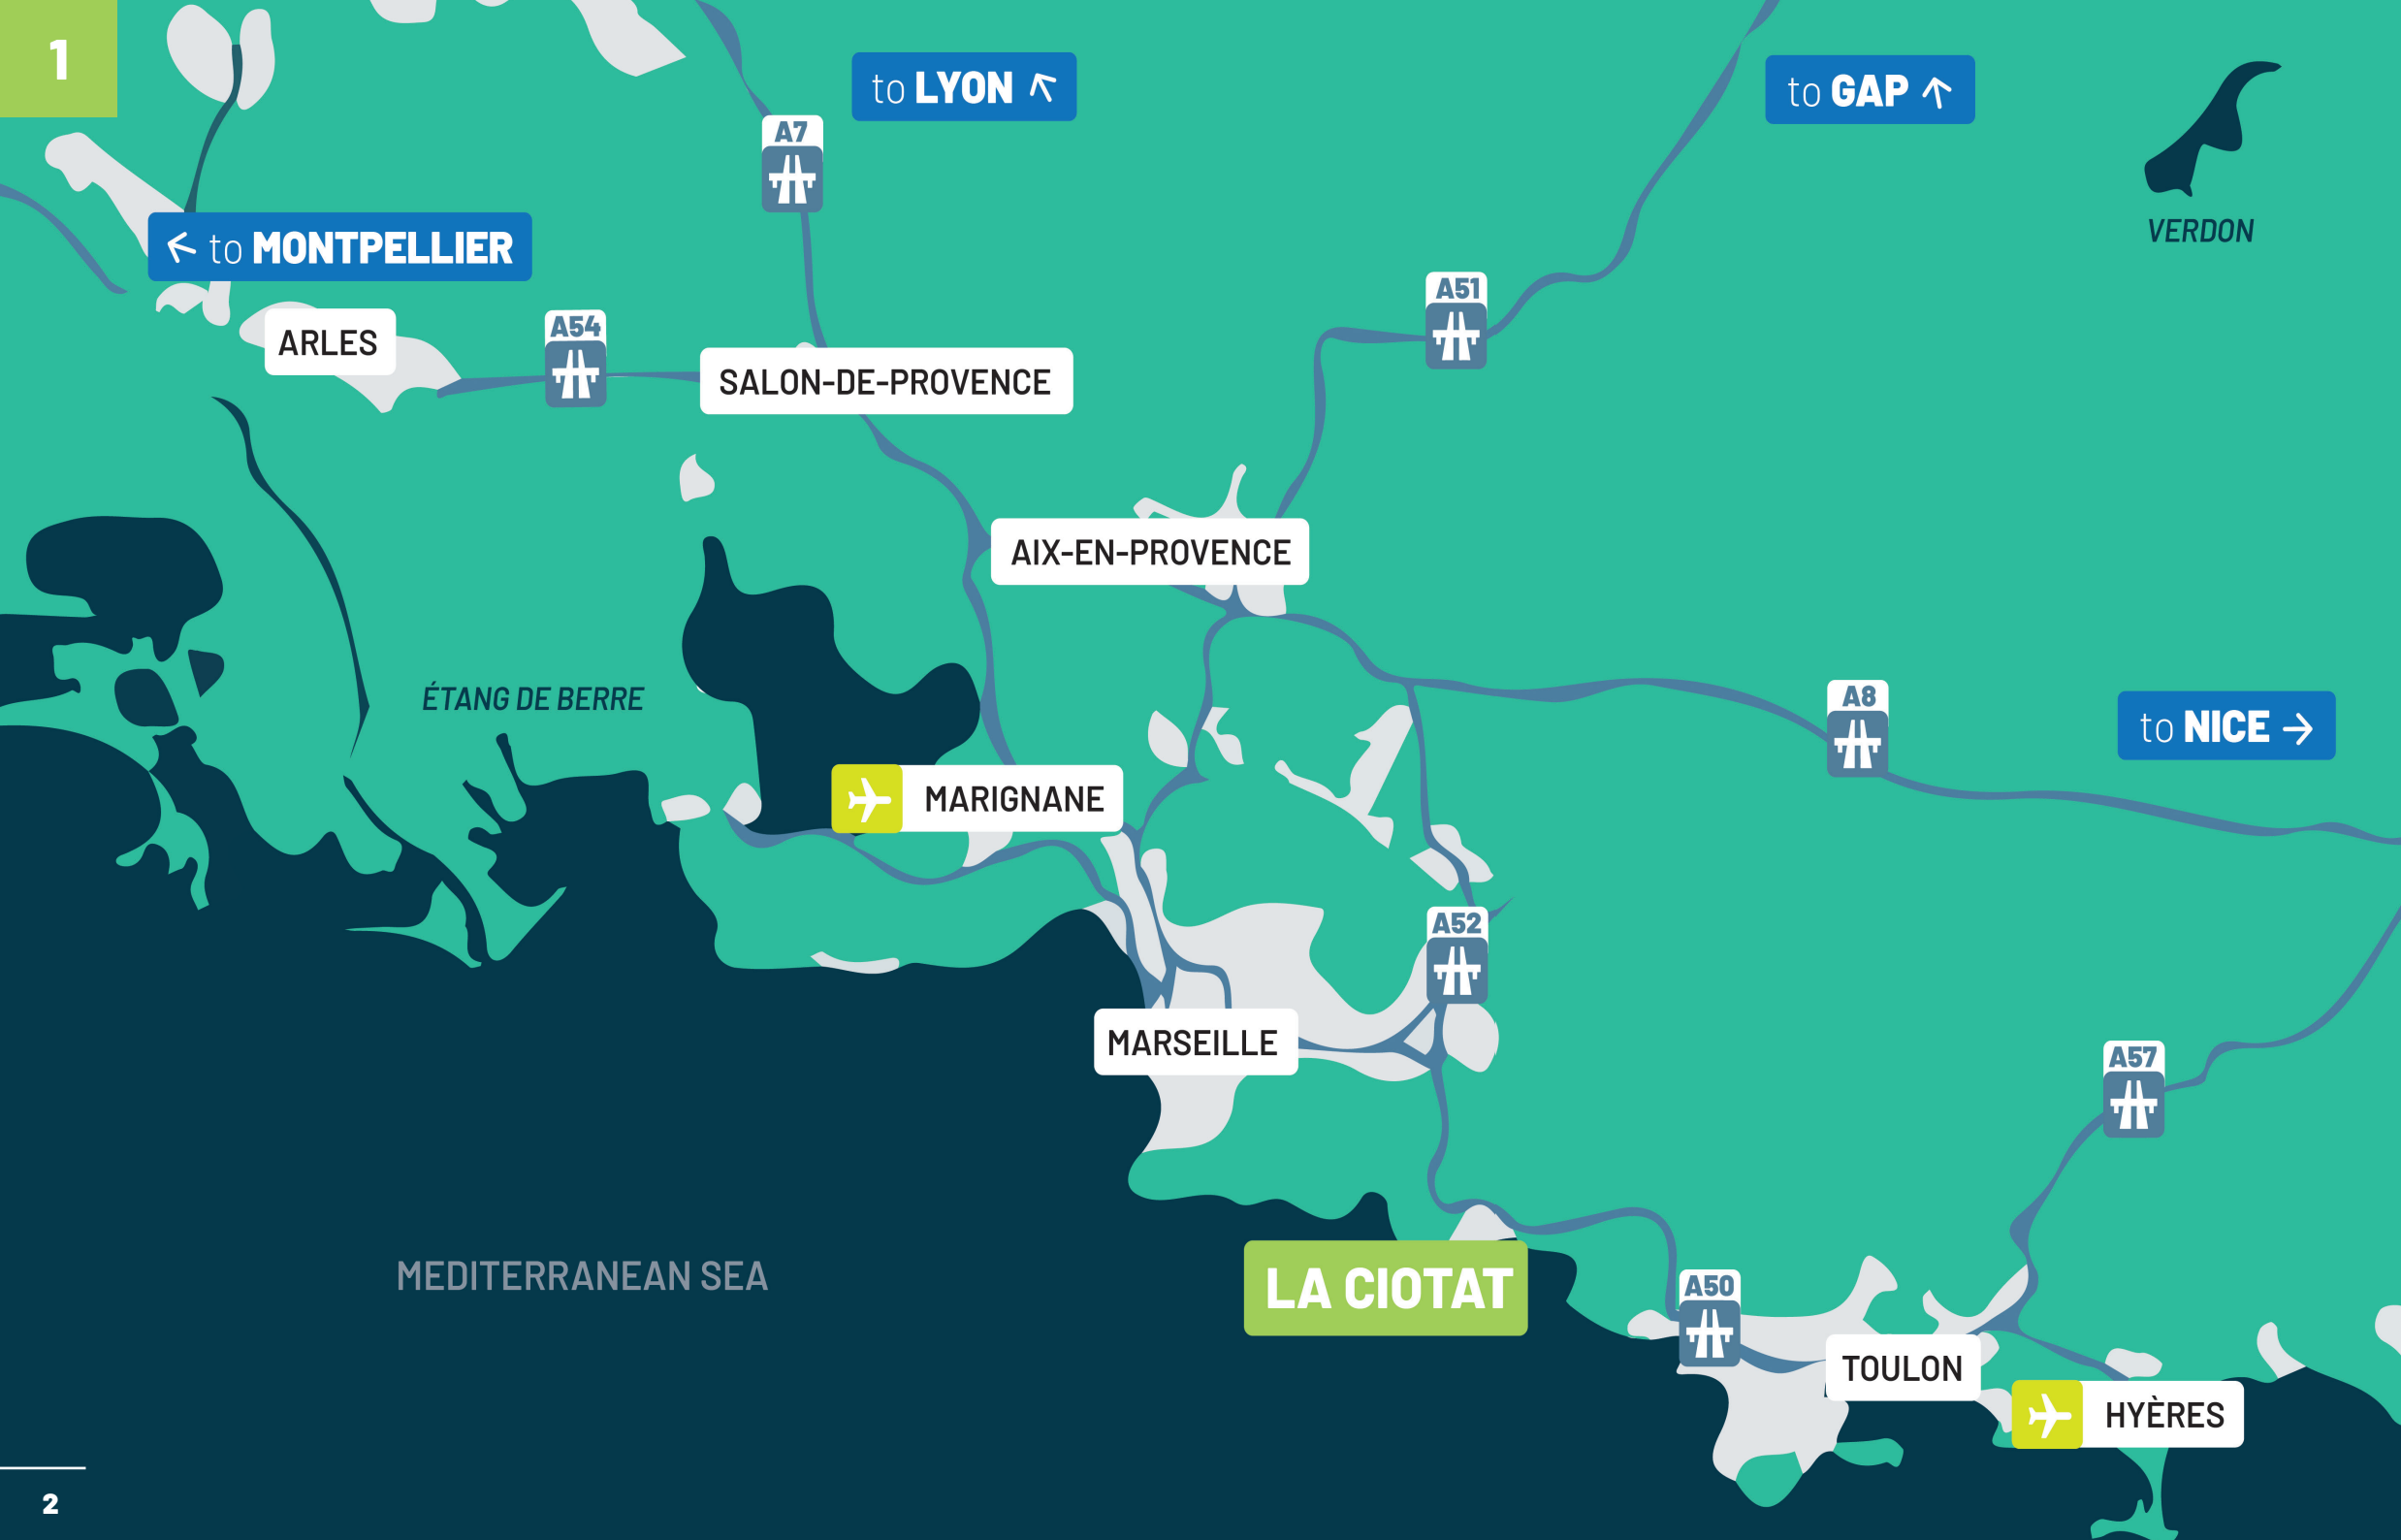 1
to LYON ↖
to GAP ↑
A7
VERDON
← to MONTPELLIER
A51
ARLES
A54
SALON-DE-PROVENCE
AIX-EN-PROVENCE
ÉTANG DE BERRE
A8
to NICE →
MARIGNANE
A52
MARSEILLE
A57
MEDITERRANEAN SEA
LA CIOTAT
A50
TOULON
HYÈRES
2